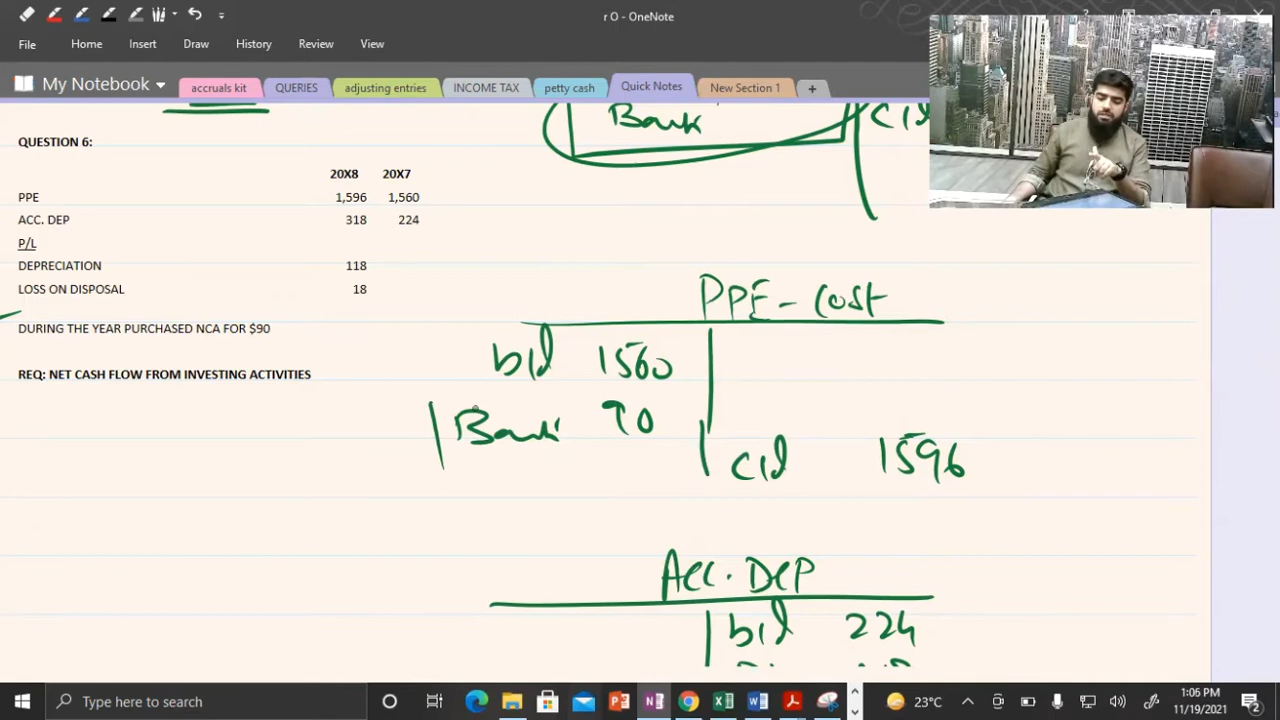 r O - OneNote
File Home Insert Draw History Review View
My Notebook accruals kit QUERIES adjusting entries INCOMETAX petty cash Quick Notes New Section 1
Bank c/d
QUESTION 6:
20X8 20X7
PPE 1,596 1,560
ACC. DEP 318 224
P/L
DEPRECIATION 118
LOSS ON DISPOSAL 18
DURING THE YEAR PURCHASED NCA FOR $90
REQ: NET CASH FLOW FROM INVESTING ACTIVITIES
PPE - Cost
b/d 1560
Bank 90
c/d 1596
Acc. Dep
b/d 224
Type here to search
23°C
1:06 PM
11/19/2021
2